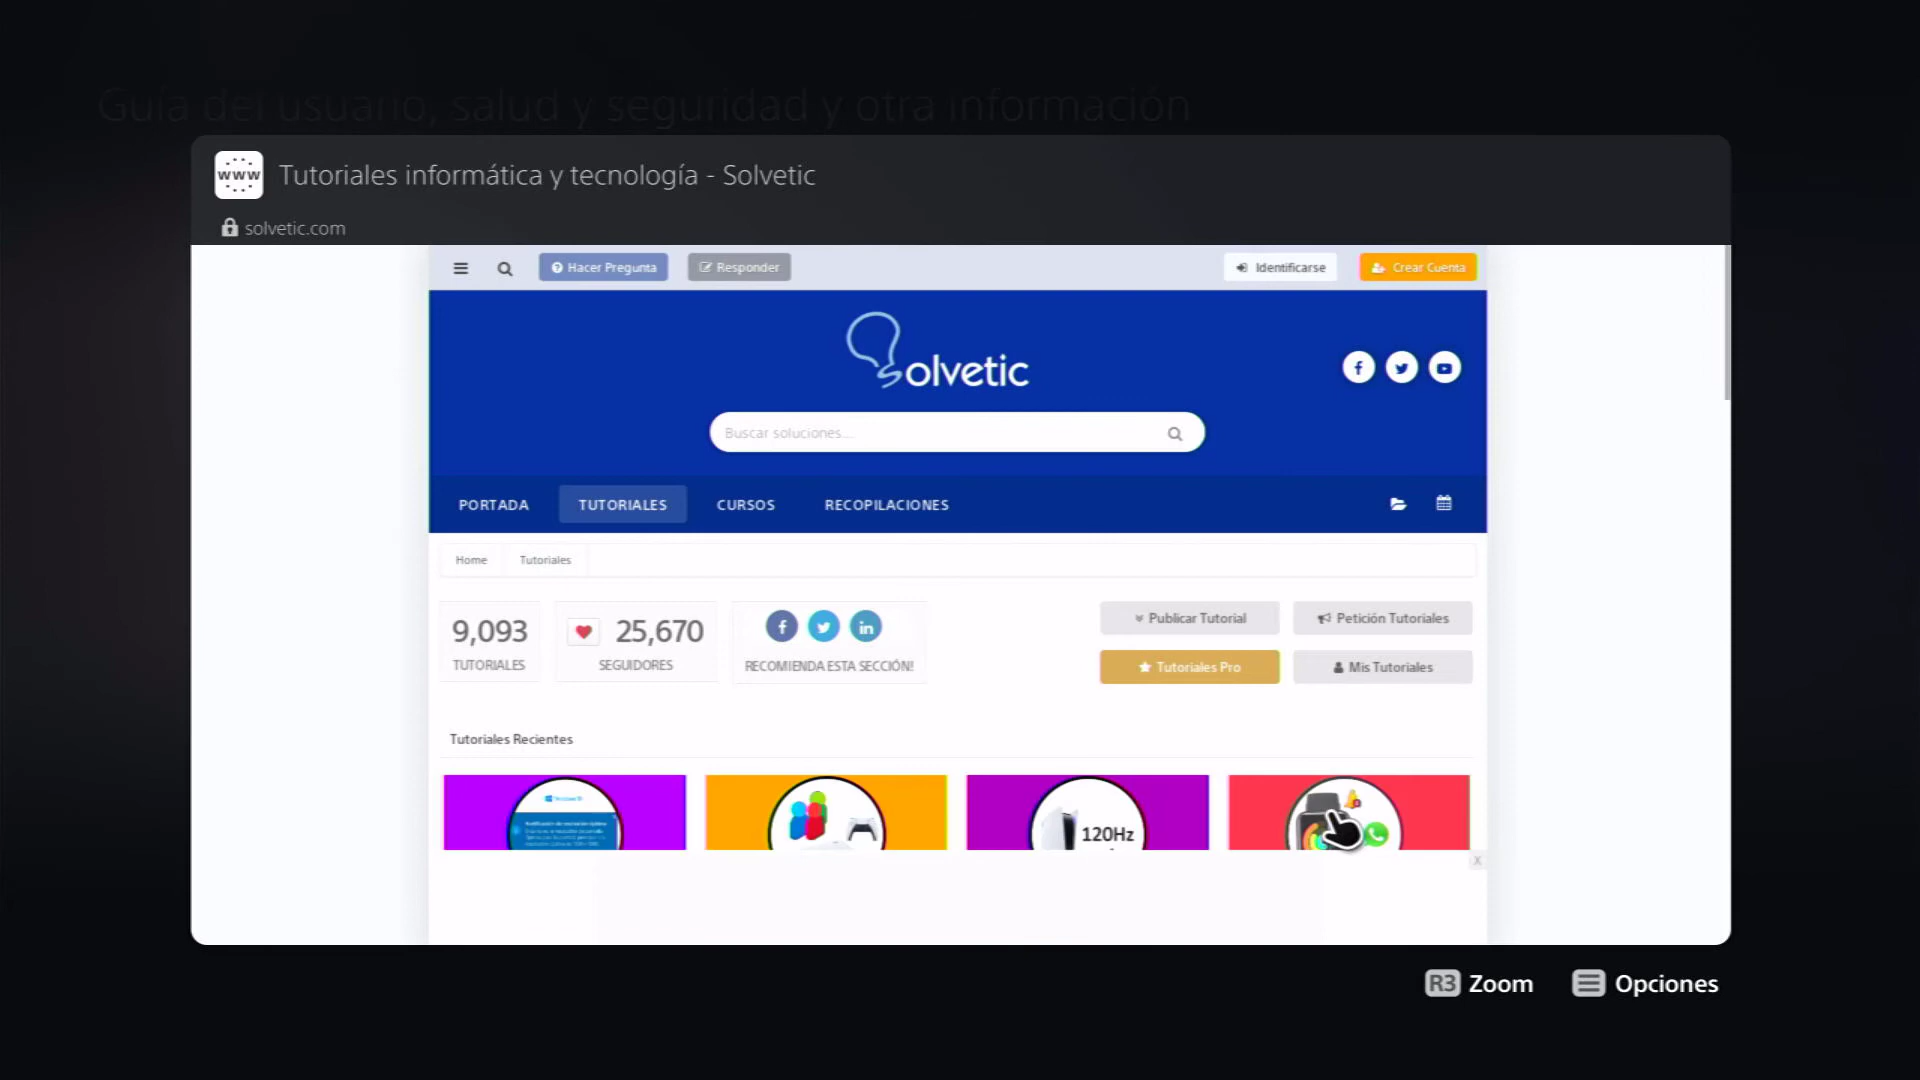 Guía del usuario, salud y seguridad y otra información
www
Tutoriales informática y tecnología - Solvetic
solvetic.com
Hacer Pregunta
Responder
Identificarse
Crear Cuenta
Solvetic
Buscar soluciones...
PORTADA
TUTORIALES
CURSOS
RECOPILACIONES
Home
Tutoriales
9,093
TUTORIALES
25,670
SEGUIDORES
RECOMIENDA ESTA SECCIÓN!
Publicar Tutorial
Petición Tutoriales
Tutoriales Pro
Mis Tutoriales
Tutoriales Recientes
120Hz
X
R3 Zoom
Opciones